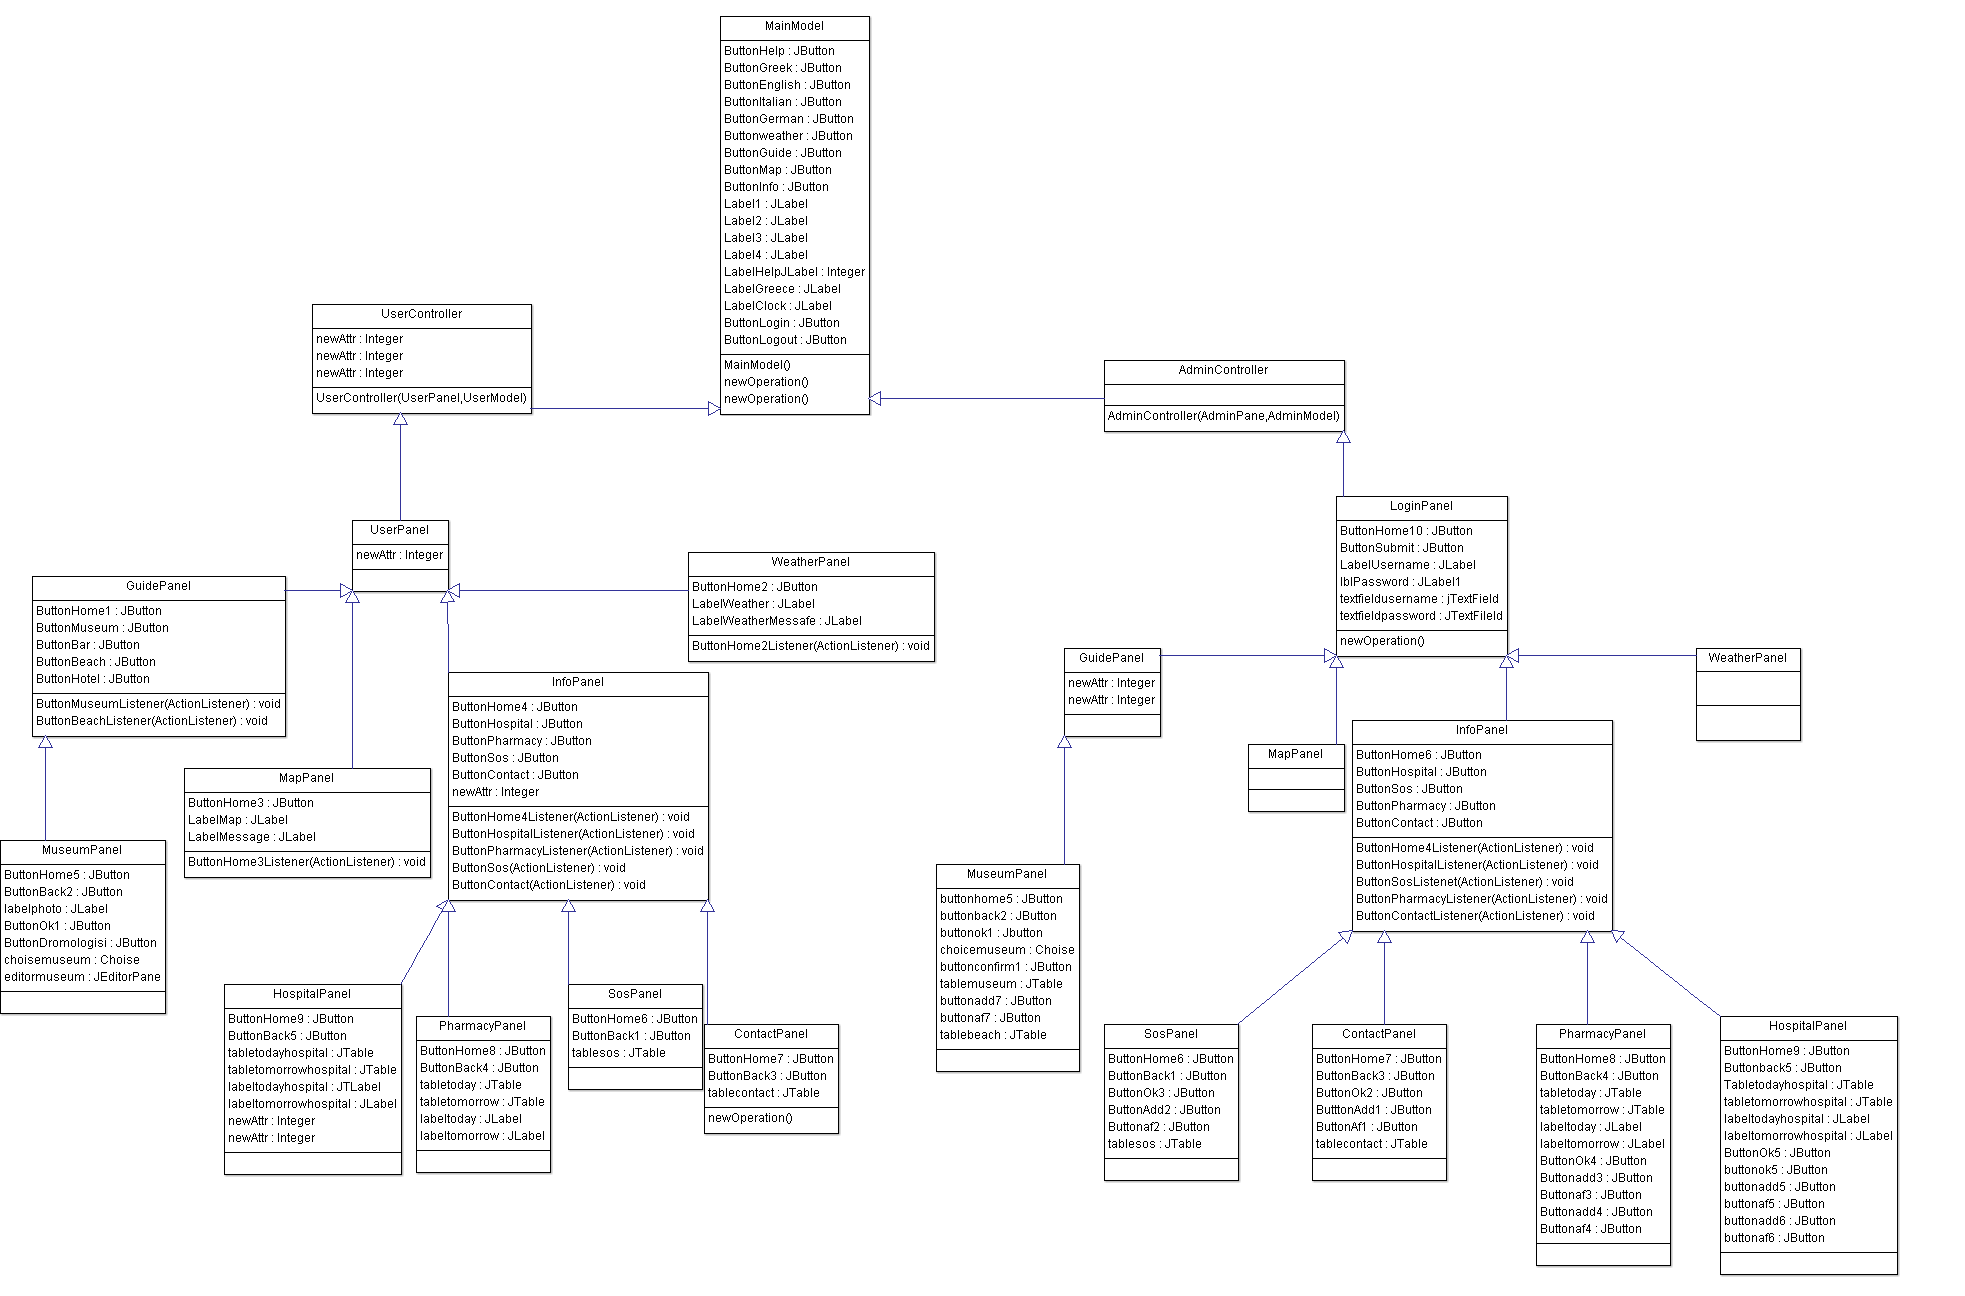 MainModel
ButtonHelp : JButton
ButtonGreek : JButton
ButtonEnglish : JButton
ButtonItalian : JButton
ButtonGerman : JButton
Buttonweather : JButton
ButtonGuide : JButton
ButtonMap : JButton
ButtonInfo : JButton
Label1 : JLabel
Label2 : JLabel
Label3 : JLabel
Label4 : JLabel
LabelHelpJLabel : Integer
LabelGreece : JLabel
LabelClock : JLabel
ButtonLogin : JButton
ButtonLogout : JButton
MainModel()
newOperation()
newOperation()
UserController
newAttr : Integer
newAttr : Integer
newAttr : Integer
UserController(UserPanel,UserModel)
AdminController
AdminController(AdminPane,AdminModel)
UserPanel
newAttr : Integer
GuidePanel
ButtonHome1 : JButton
ButtonMuseum : JButton
ButtonBar : JButton
ButtonBeach : JButton
ButtonHotel : JButton
ButtonMuseumListener(ActionListener) : void
ButtonBeachListener(ActionListener) : void
WeatherPanel
ButtonHome2 : JButton
LabelWeather : JLabel
LabelWeatherMessafe : JLabel
ButtonHome2Listener(ActionListener) : void
MapPanel
ButtonHome3 : JButton
LabelMap : JLabel
LabelMessage : JLabel
ButtonHome3Listener(ActionListener) : void
InfoPanel
ButtonHome4 : JButton
ButtonHospital : JButton
ButtonPharmacy : JButton
ButtonSos : JButton
ButtonContact : JButton
newAttr : Integer
ButtonHome4Listener(ActionListener) : void
ButtonHospitalListener(ActionListener) : void
ButtonPharmacyListener(ActionListener) : void
ButtonSos(ActionListener) : void
ButtonContact(ActionListener) : void
MuseumPanel
ButtonHome5 : JButton
ButtonBack2 : JButton
labelphoto : JLabel
ButtonOk1 : JButton
ButtonDromologisi : JButton
choisemuseum : Choise
editormuseum : JEditorPane
HospitalPanel
ButtonHome9 : JButton
ButtonBack5 : JButton
tabletodayhospital : JTable
tabletomorrowhospital : JTable
labeltodayhospital : JTLabel
labeltomorrowhospital : JLabel
newAttr : Integer
newAttr : Integer
PharmacyPanel
ButtonHome8 : JButton
ButtonBack4 : JButton
tabletoday : JTable
tabletomorrow : JTable
labeltoday : JLabel
labeltomorrow : JLabel
SosPanel
ButtonHome6 : JButton
ButtonBack1 : JButton
tablesos : JTable
ContactPanel
ButtonHome7 : JButton
ButtonBack3 : JButton
tablecontact : JTable
newOperation()
LoginPanel
ButtonHome10 : JButton
ButtonSubmit : JButton
LabelUsername : JLabel
lblPassword : JLabel1
textfieldusername : jTextField
textfieldpassword : JTextFileld
newOperation()
GuidePanel
newAttr : Integer
newAttr : Integer
WeatherPanel
MapPanel
InfoPanel
ButtonHome6 : JButton
ButtonHospital : JButton
ButtonSos : JButton
ButtonPharmacy : JButton
ButtonContact : JButton
ButtonHome4Listener(ActionListener) : void
ButtonHospitalListener(ActionListener) : void
ButtonSosListenet(ActionListener) : void
ButtonPharmacyListener(ActionListener) : void
ButtonContactListener(ActionListener) : void
MuseumPanel
buttonhome5 : JButton
buttonback2 : JButton
buttonok1 : Jbutton
choicemuseum : Choise
buttonconfirm1 : JButton
tablemuseum : JTable
buttonadd7 : JButton
buttonaf7 : JButton
tablebeach : JTable
SosPanel
ButtonHome6 : JButton
ButtonBack1 : JButton
ButtonOk3 : JButton
ButtonAdd2 : JButton
Buttonaf2 : JButton
tablesos : JTable
ContactPanel
ButtonHome7 : JButton
ButtonBack3 : JButton
ButtonOk2 : JButton
ButttonAdd1 : JButton
ButtonAf1 : JButton
tablecontact : JTable
PharmacyPanel
ButtonHome8 : JButton
ButtonBack4 : JButton
tabletoday : JTable
tabletomorrow : JTable
labeltoday : JLabel
labeltomorrow : JLabel
ButtonOk4 : JButton
Buttonadd3 : JButton
Buttonaf3 : JButton
Buttonadd4 : JButton
Buttonaf4 : JButton
HospitalPanel
ButtonHome9 : JButton
Buttonback5 : JButton
Tabletodayhospital : JTable
tabletomorrowhospital : JTable
labeltodayhospital : JLabel
labeltomorrowhospital : JLabel
ButtonOk5 : JButton
buttonok5 : JButton
buttonadd5 : JButton
buttonaf5 : JButton
buttonadd6 : JButton
buttonaf6 : JButton